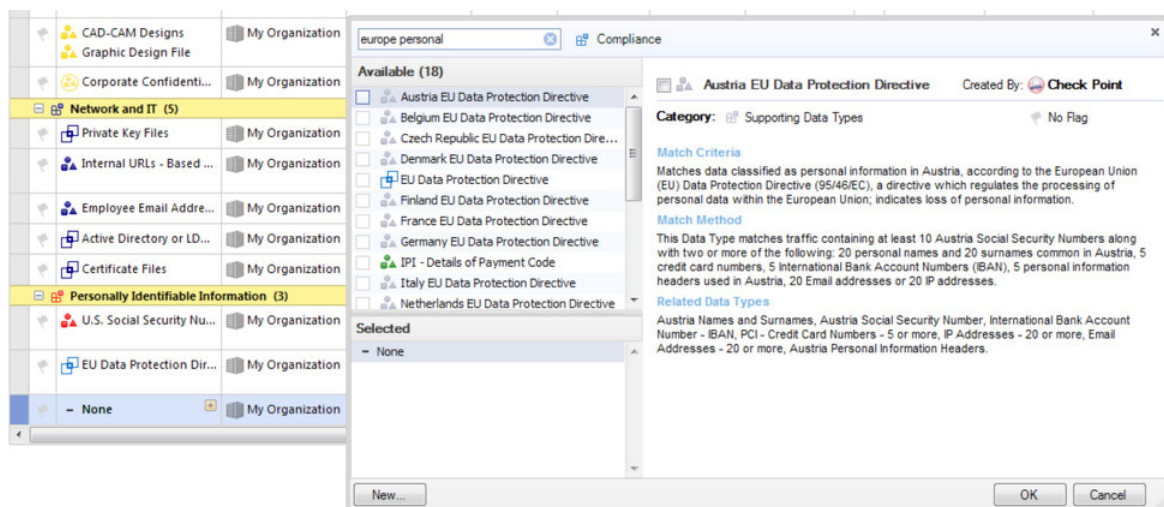 CAD-CAM Designs
Graphic Design File
My Organization
Corporate Confidenti...
My Organization
Network and IT (5)
Private Key Files
My Organization
Internal URLs - Based ...
My Organization
Employee Email Addre...
My Organization
Active Directory or LD...
My Organization
Certificate Files
My Organization
Personally Identifiable Information (3)
U.S. Social Security Nu...
My Organization
EU Data Protection Dir...
My Organization
– None
My Organization
europe personal
Compliance
Available (18)
Austria EU Data Protection Directive
Belgium EU Data Protection Directive
Czech Republic EU Data Protection Dire...
Denmark EU Data Protection Directive
EU Data Protection Directive
Finland EU Data Protection Directive
France EU Data Protection Directive
Germany EU Data Protection Directive
IPI - Details of Payment Code
Italy EU Data Protection Directive
Netherlands EU Data Protection Directive
Selected
– None
Austria EU Data Protection Directive
Created By: Check Point
Category: Supporting Data Types
No Flag
Match Criteria
Matches data classified as personal information in Austria, according to the European Union
(EU) Data Protection Directive (95/46/EC), a directive which regulates the processing of
personal data within the European Union; indicates loss of personal information.
Match Method
This Data Type matches traffic containing at least 10 Austria Social Security Numbers along
with two or more of the following: 20 personal names and 20 surnames common in Austria, 5
credit card numbers, 5 International Bank Account Numbers (IBAN), 5 personal information
headers used in Austria, 20 Email addresses or 20 IP addresses.
Related Data Types
Austria Names and Surnames, Austria Social Security Number, International Bank Account
Number - IBAN, PCI - Credit Card Numbers - 5 or more, IP Addresses - 20 or more, Email
Addresses - 20 or more, Austria Personal Information Headers.
New...
OK
Cancel